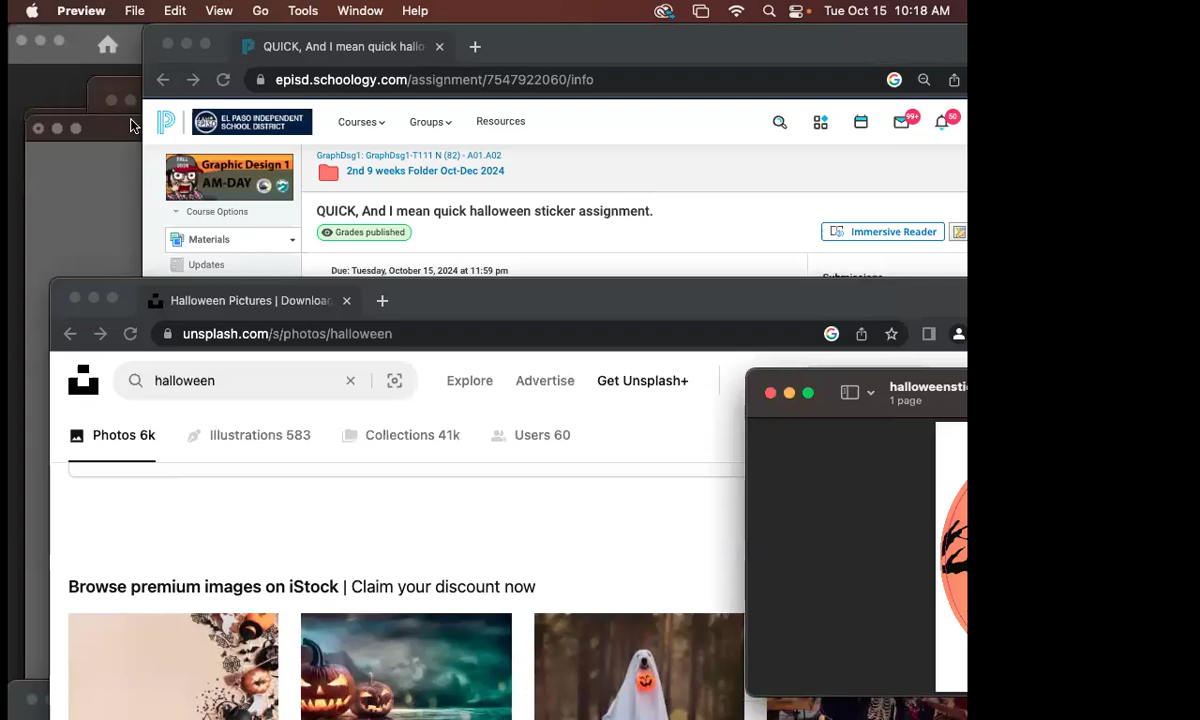 Preview File Edit View Go Tools Window Help Tue Oct 15 10:18 AM
QUICK, And I mean quick hallo
episd.schoology.com/assignment/7547922060/info
EL PASO INDEPENDENT
SCHOOL DISTRICT
Courses Groups Resources 99+ 50
FALL
Graphic Design 1
AM-DAY
Course Options
Materials
Updates
GraphDsg1: GraphDsg1-T111 N (82) - A01.A02
2nd 9 weeks Folder Oct-Dec 2024
QUICK, And I mean quick halloween sticker assignment.
Grades published
Immersive Reader
Due: Tuesday, October 15, 2024 at 11:59 pm
Submissions
Halloween Pictures | Downloa
unsplash.com/s/photos/halloween
halloween
Explore Advertise Get Unsplash+
Photos 6k Illustrations 583 Collections 41k Users 60
Browse premium images on iStock | Claim your discount now
halloweensti
1 page